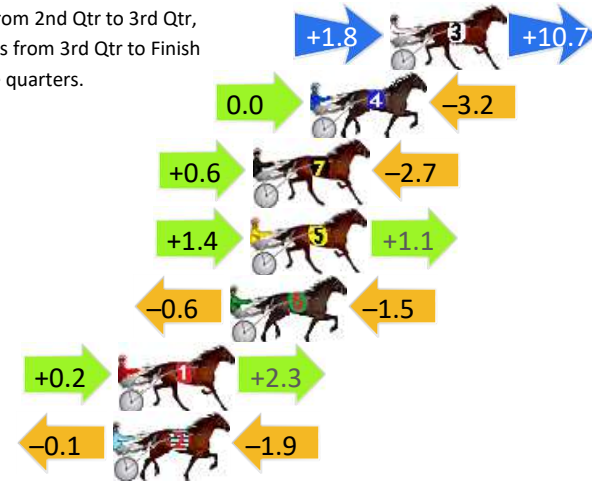 om 2nd Qtr to 3rd Qtr,
s from 3rd Qtr to Finish
quarters.
+1.8 3 +10.7
0.0 4 –3.2
+0.6 7 –2.7
+1.4 5 +1.1
–0.6 6 –1.5
+0.2 1 +2.3
–0.1 2 –1.9